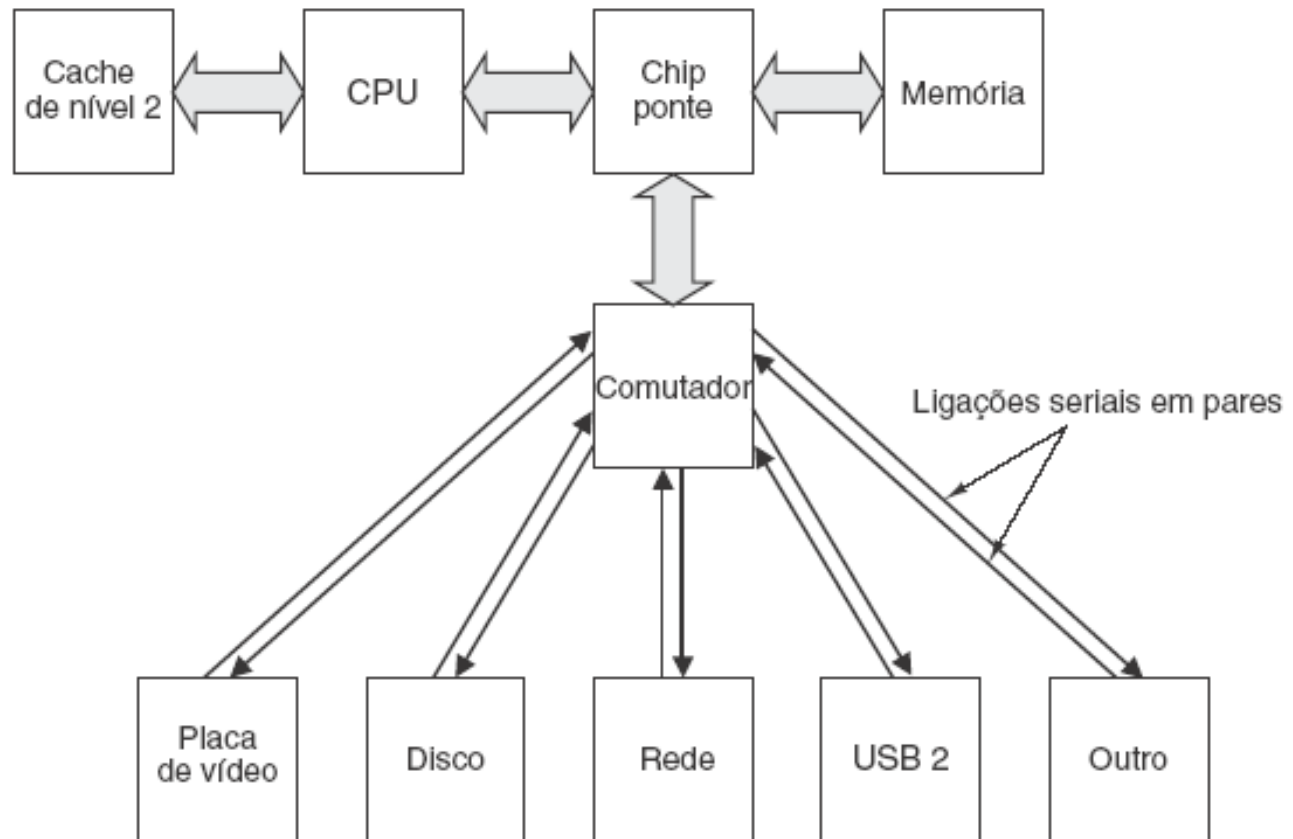 Cache
de nível 2
CPU
Chip
ponte
Memória
Comutador
Ligações seriais em pares
Placa
de vídeo
Disco
Rede
USB 2
Outro